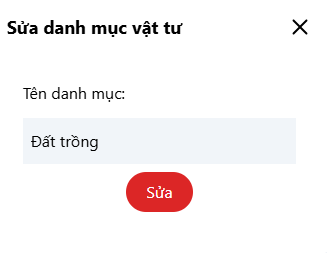 Sửa danh mục vật tư
Tên danh mục:
Đất trồng
Sửa